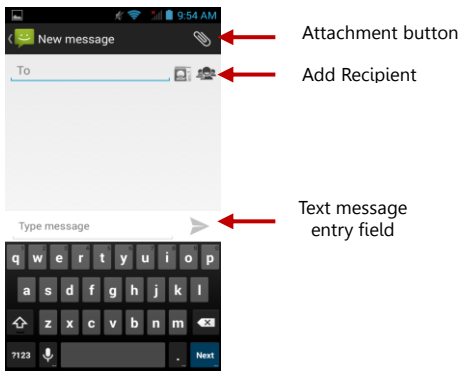 9:54 AM
New message
Attachment button
To
Add Recipient
Type message
Text message
entry field
q w e r t y u i o p
a s d f g h j k l
z x c v b n m
?123 . Next